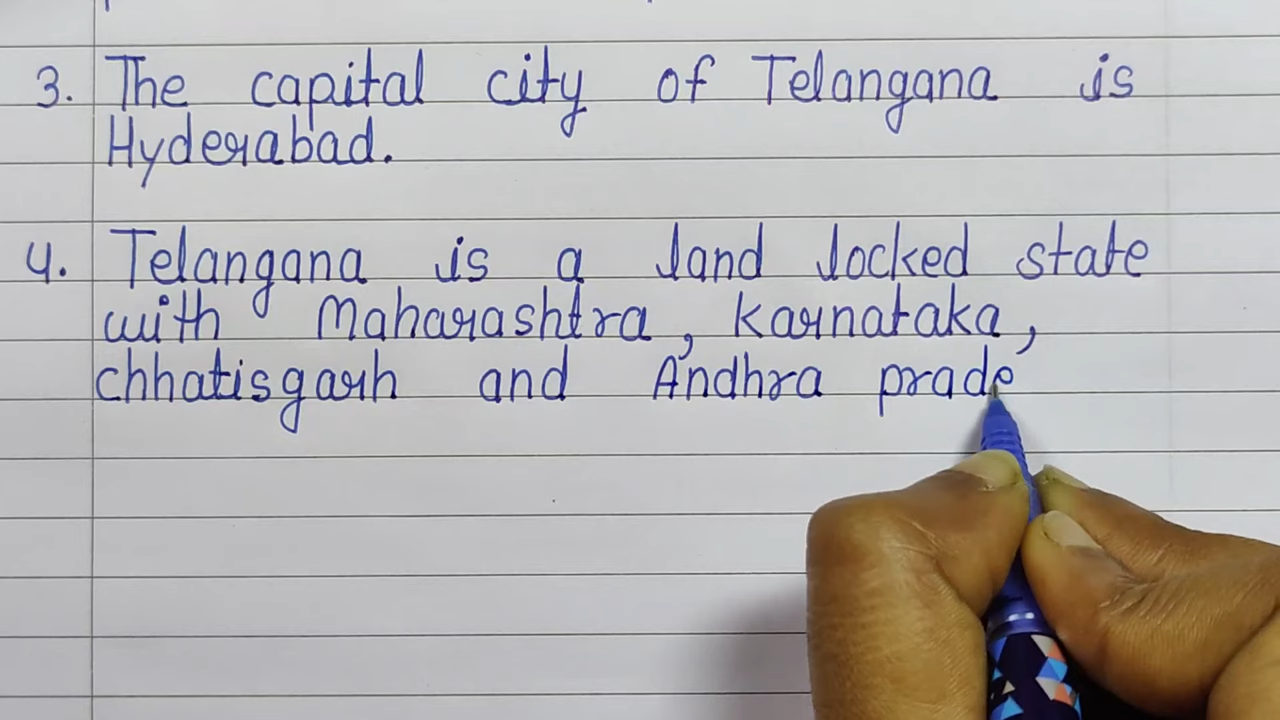 3. The capital city of Telangana is
Hyderabad.
4. Telangana is a land locked state
with Maharashtra, Karnataka,
chhatisgarh and Andhra prade